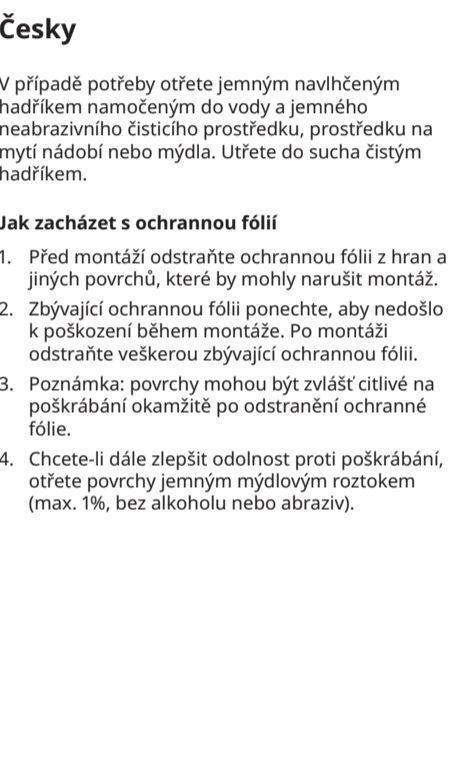 Česky
V případě potřeby otřete jemným navlhčeným
hadříkem namočeným do vody a jemného
neabrazivního čisticího prostředku, prostředku na
mytí nádobí nebo mýdla. Utřete do sucha čistým
hadříkem.
Jak zacházet s ochrannou fólií
1. Před montáží odstraňte ochrannou fólii z hran a
jiných povrchů, které by mohly narušit montáž.
2. Zbývající ochrannou fólii ponechte, aby nedošlo
k poškození během montáže. Po montáži
odstraňte veškerou zbývající ochrannou fólii.
3. Poznámka: povrchy mohou být zvlášť citlivé na
poškrábání okamžitě po odstranění ochranné
fólie.
4. Chcete-li dále zlepšit odolnost proti poškrábání,
otřete povrchy jemným mýdlovým roztokem
(max. 1%, bez alkoholu nebo abraziv).